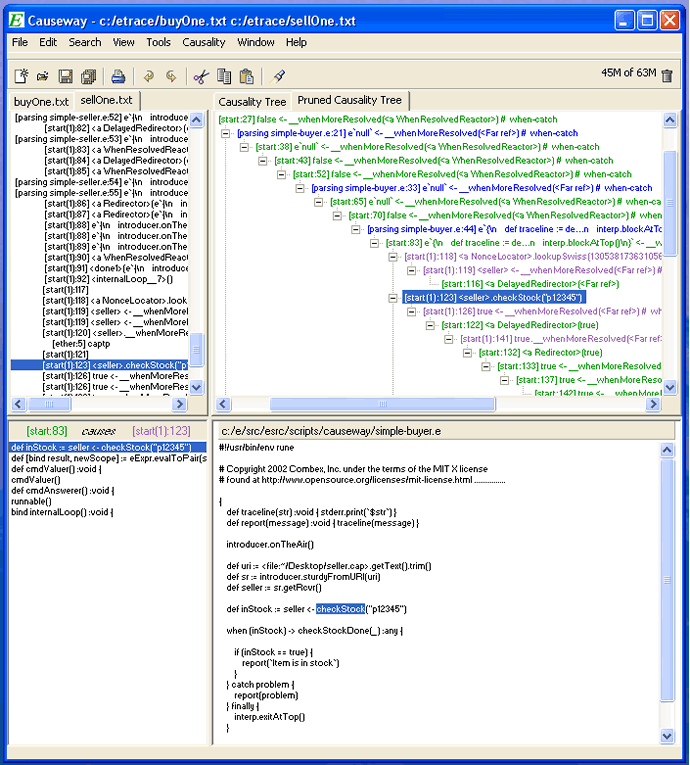 Causeway - c:/etrace/buyOne.txt c:/etrace/sellOne.txt
File Edit Search View Tools Causality Window Help
45M of 63M
buyOne.txt sellOne.txt
[parsing simple-seller.e:52] e`{\n introduce
[start(1):82] <a DelayedRedirector>(
[parsing simple-seller.e:53] e`{\n introduce
[start(1):83] <a WhenResolvedReact
[start(1):84] <a DelayedRedirector>(
[start(1):85] <a WhenResolvedReact
[parsing simple-seller.e:54] e`{\n introduce
[parsing simple-seller.e:55] e`{\n introduce
[start(1):86] <a Redirector>(e`{\n i
[start(1):87] <a Redirector>(e`{\n i
[start(1):88] e`{\n introducer.onThe
[start(1):88] e`{\n introducer.onThe
[start(1):89] e`{\n introducer.onThe
[start(1):90] <a WhenResolvedReact
[start(1):91] <done>(e`{\n introduc
[start(1):92] <internalLoop__7>()
[start(1):117]
[start(1):118] <a NonceLocator>.look
[start(1):119] <seller> <- __whenMore
[start(1):119] <seller> <- __whenMore
[start(1):120] <seller>.__whenMoreRe
[ether:5] captp
[start(1):121]
[start(1):123] <seller>.checkStock("p
[start(1):126] true <- __whenMoreRes
[start(1):126] true <- __whenMoreRes
Causality Tree Pruned Causality Tree
[start:27] false <- __whenMoreResolved(<a WhenResolvedReactor>) # when-catch
[parsing simple-buyer.e:21] e`null` <- __whenMoreResolved(<Far ref>) # when-catch
[start:38] e`null` <- __whenMoreResolved(<a WhenResolvedReactor>) # when-catch
[start:43] false <- __whenMoreResolved(<a WhenResolvedReactor>) # when-catch
[start:52] false <- __whenMoreResolved(<a WhenResolvedReactor>) # when-catch
[parsing simple-buyer.e:33] e`null` <- __whenMoreResolved(<Far ref>) # when-catch
[start:65] e`null` <- __whenMoreResolved(<a WhenResolvedReactor>) # when-catc
[start:70] false <- __whenMoreResolved(<a WhenResolvedReactor>) # when-catch
[parsing simple-buyer.e:44] e`{\n def traceline := de...n interp.blockAtTop()\n}
[start:83] e`{\n def traceline := de...n interp.blockAtTop()\n}` <- __w
[start(1):118] <a NonceLocator>.lookupSwiss(130538173631056
[start(1):119] <seller> <- __whenMoreResolved(<Far ref>) #
[start:116] <a DelayedRedirector>(<Far ref>)
[start(1):123] <seller>.checkStock("p12345")
[start(1):126] true <- __whenMoreResolved(<Far ref>) # w
[start:122] <a DelayedRedirector>(true)
[start(1):141] true.__whenMoreResolved(<Far ref>)
[start:132] <a Redirector>(true)
[start:133] true <- __whenMoreResolved(
[start:137] true <- __whenMoreResolved
[start:142] true <- __whenMoreResolv
[start:83] causes [start(1):123]
def inStock := seller <- checkStock("p12345")
def [bind result, newScope] := eExpr.evalToPair(s
def cmdValuer() :void {
cmdValuer()
def cmdAnswerer() :void {
runnable()
bind internalLoop() :void {
c:/e/src/esrc/scripts/causeway/simple-buyer.e
#!/usr/bin/env rune
# Copyright 2002 Combex, Inc. under the terms of the MIT X license
# found at http://www.opensource.org/licenses/mit-license.html ...............
{
def traceline(str) :void { stderr.print(`$str`) }
def report(message) :void { traceline(message) }
introducer.onTheAir()
def uri := <file:~/Desktop/seller.cap>.getText().trim()
def sr := introducer.sturdyFromURI(uri)
def seller := sr.getRcvr()
def inStock := seller <- checkStock("p12345")
when (inStock) -> checkStockDone(_) :any {
if (inStock == true) {
report(`Item is in stock`)
}
} catch problem {
report(problem)
} finally {
interp.exitAtTop()
}